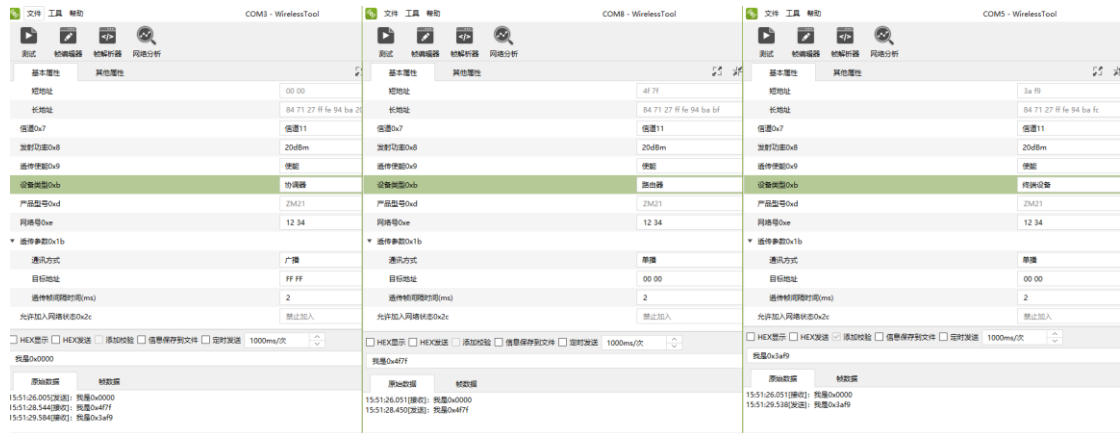 文件 工具 帮助
COM3 - WirelessTool
测试 帧编辑器 帧解析器 网络分析
基本属性 其他属性
短地址 00 00
长地址 84 71 27 ff fe 94 ba 20
信道0x7 信道11
发射功率0x8 20dBm
透传使能0x9 使能
设备类型0xb 协调器
产品型号0xd ZM21
网络号0xe 12 34
透传参数0x1b
通讯方式 广播
目标地址 FF FF
透传帧间隔时间(ms) 2
允许加入网络状态0x2c 禁止加入
HEX显示 HEX发送 添加校验 信息保存到文件 定时发送 1000ms/次
我是0x0000
原始数据 帧数据
15:51:26.005[发送]：我是0x0000
15:51:28.544[接收]：我是0x4f7f
15:51:29.584[接收]：我是0x3af9
文件 工具 帮助
COM8 - WirelessTool
测试 帧编辑器 帧解析器 网络分析
基本属性 其他属性
短地址 4f 7f
长地址 84 71 27 ff fe 94 ba bf
信道0x7 信道11
发射功率0x8 20dBm
透传使能0x9 使能
设备类型0xb 路由器
产品型号0xd ZM21
网络号0xe 12 34
透传参数0x1b
通讯方式 单播
目标地址 00 00
透传帧间隔时间(ms) 2
允许加入网络状态0x2c 禁止加入
HEX显示 HEX发送 添加校验 信息保存到文件 定时发送 1000ms/次
我是0x4f7f
原始数据 帧数据
15:51:26.051[接收]：我是0x0000
15:51:28.450[发送]：我是0x4f7f
文件 工具 帮助
COM5 - WirelessTool
测试 帧编辑器 帧解析器 网络分析
基本属性 其他属性
短地址 3a f9
长地址 84 71 27 ff fe 94 ba fc
信道0x7 信道11
发射功率0x8 20dBm
透传使能0x9 使能
设备类型0xb 终端设备
产品型号0xd ZM21
网络号0xe 12 34
透传参数0x1b
通讯方式 单播
目标地址 00 00
透传帧间隔时间(ms) 2
允许加入网络状态0x2c 禁止加入
HEX显示 HEX发送 添加校验 信息保存到文件 定时发送 1000ms/次
我是0x3af9
原始数据 帧数据
15:51:26.051[接收]：我是0x0000
15:51:29.538[发送]：我是0x3af9